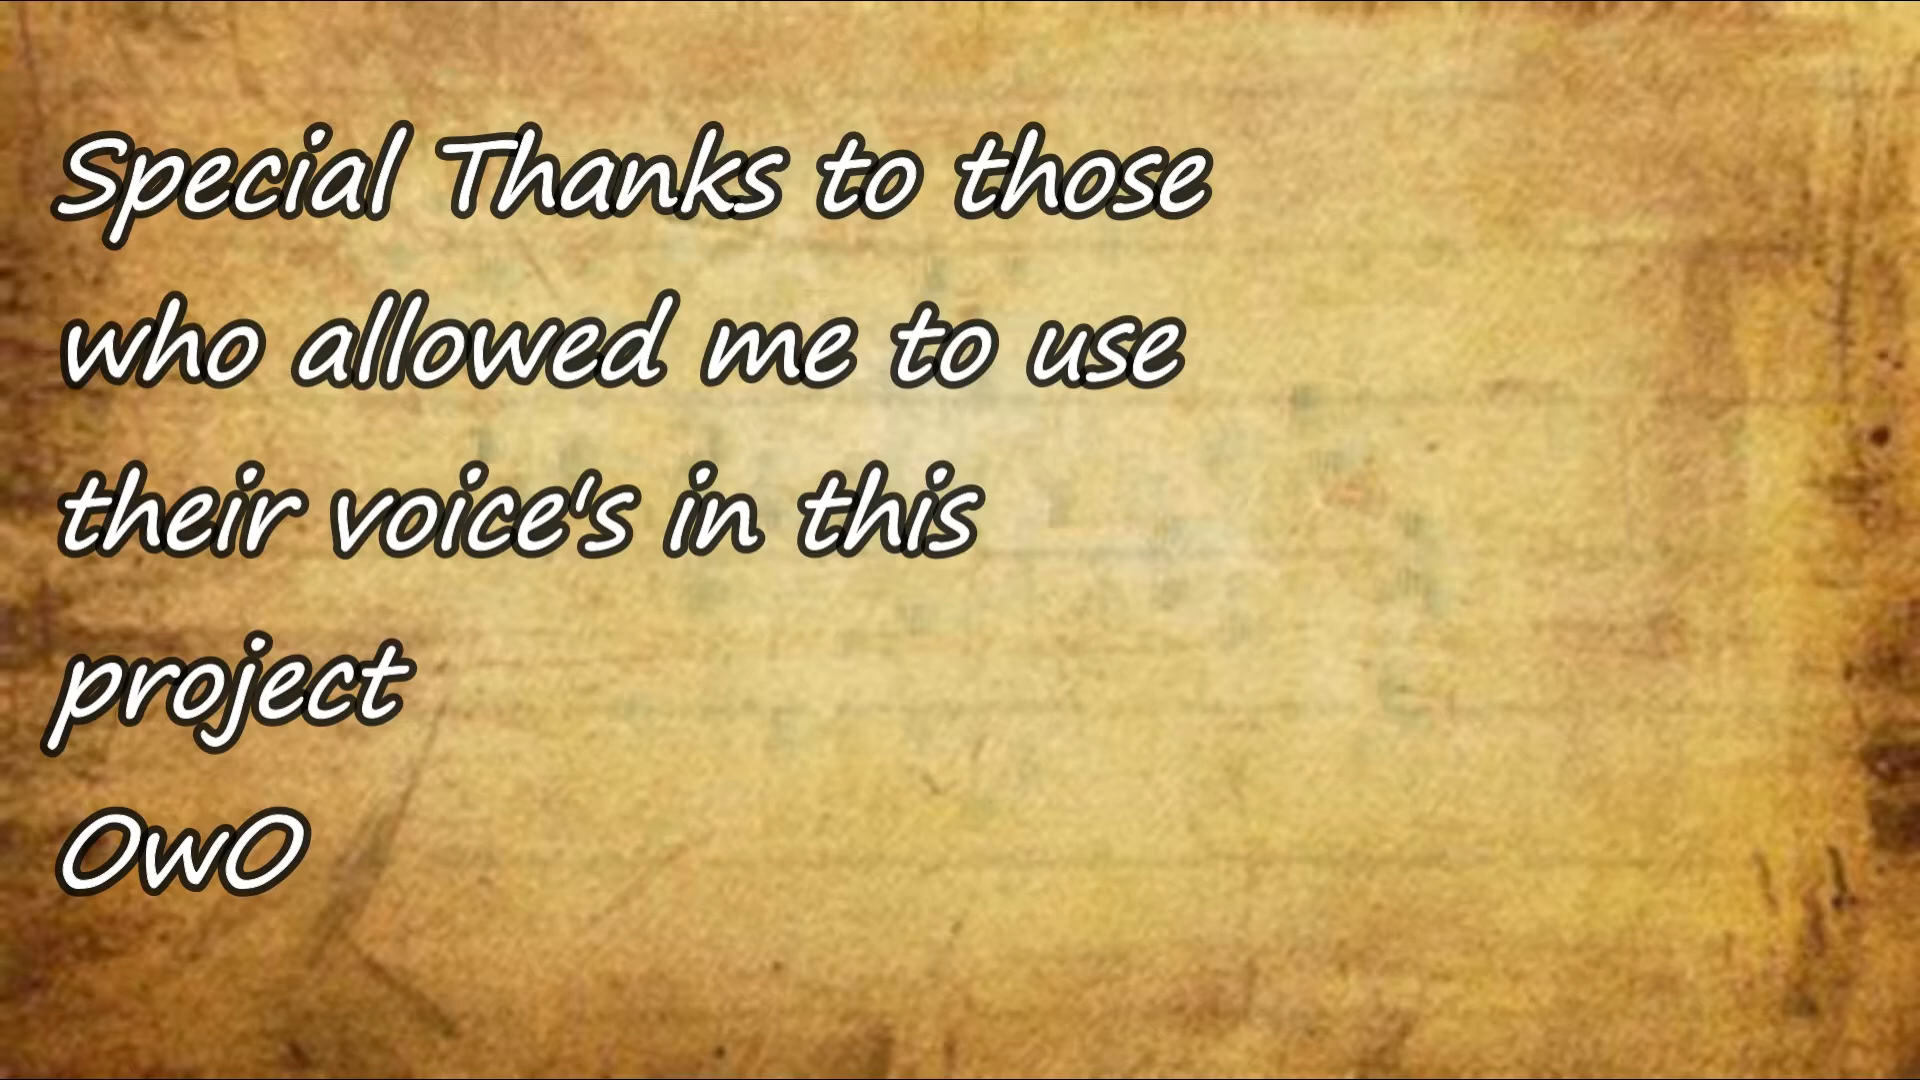 Special Thanks to those
who allowed me to use
their voice's in this
project
OwO